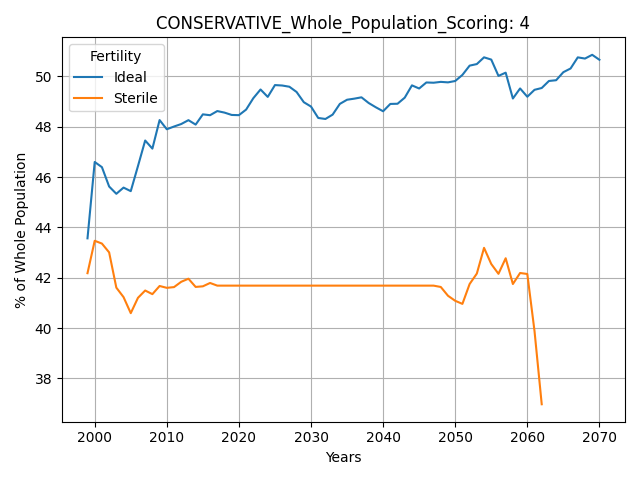 CONSERVATIVE_Whole_Population_Scoring: 4
Fertility
Ideal
Sterile
% of Whole Population
50
48
46
44
42
40
38
2000 2010 2020 2030 2040 2050 2060 2070
Years